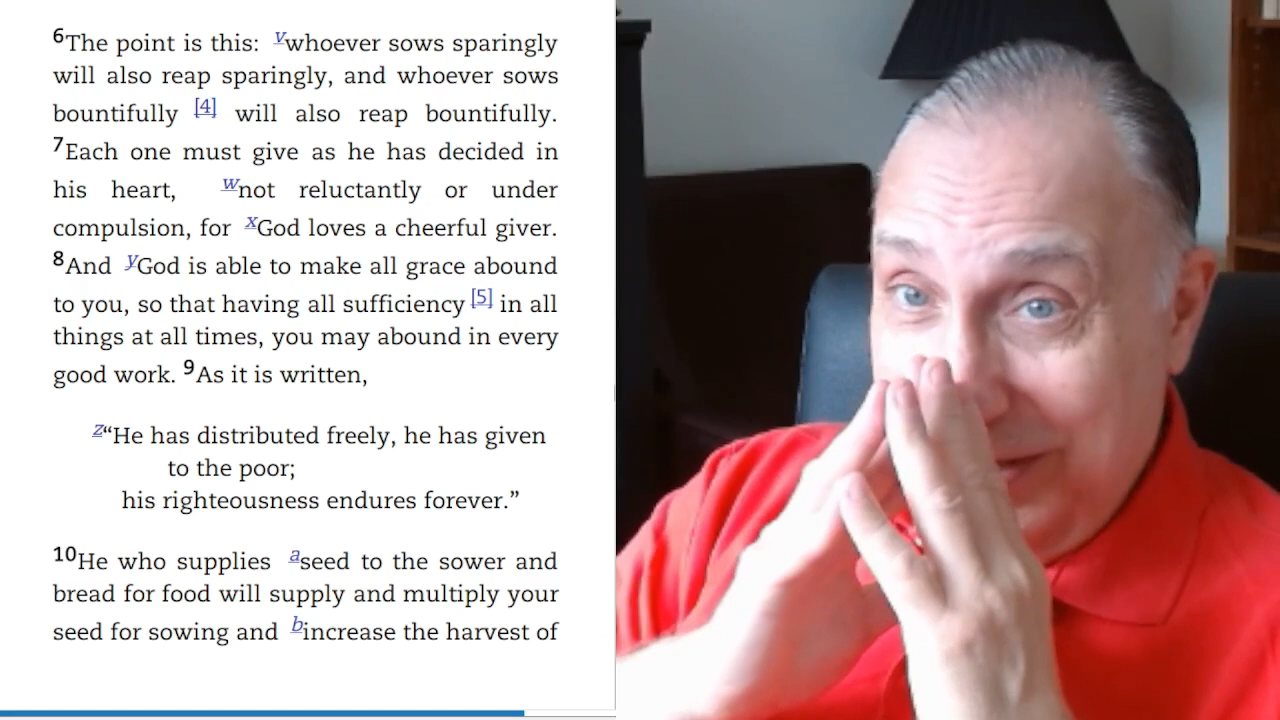 6The point is this: vwhoever sows sparingly
will also reap sparingly, and whoever sows
bountifully [4] will also reap bountifully.
7Each one must give as he has decided in
his heart, wnot reluctantly or under
compulsion, for xGod loves a cheerful giver.
8And yGod is able to make all grace abound
to you, so that having all sufficiency [5] in all
things at all times, you may abound in every
good work. 9As it is written,
z“He has distributed freely, he has given
to the poor;
his righteousness endures forever.”
10He who supplies aseed to the sower and
bread for food will supply and multiply your
seed for sowing and bincrease the harvest of